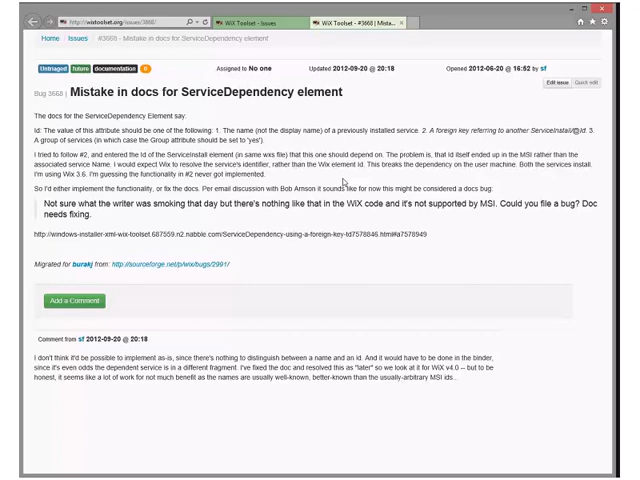 http://wixtoolset.org/issues/3668/
WiX Toolset - Issues
WiX Toolset - #3668 | Mista...
Home Issues #3668 - Mistake in docs for ServiceDependency element
Untriaged future documentation 0 Assigned to No one Updated 2012-09-20 @ 20:18 Opened 2012-06-20 @ 16:52 by sf
Edit issue Quick edit
Bug 3668 | Mistake in docs for ServiceDependency element
The docs for the ServiceDependency Element say:
Id: The value of this attribute should be one of the following: 1. The name (not the display name) of a previously installed service. 2. A foreign key referring to another ServiceInstall/@Id. 3.
A group of services (in which case the Group attribute should be set to 'yes').
I tried to follow #2, and entered the Id of the ServiceInstall element (in same wxs file) that this one should depend on. The problem is, that Id itself ended up in the MSI rather than the
associated service Name. I would expect Wix to resolve the service's identifier, rather than the Wix element Id. This breaks the dependency on the user machine. Both the services install.
I'm using WiX 3.6. I'm guessing the functionality in #2 never got implemented.
So I'd either implement the functionality, or fix the docs. Per email discussion with Bob Arnson it sounds like for now this might be considered a docs bug:
Not sure what the writer was smoking that day but there's nothing like that in the WiX code and it's not supported by MSI. Could you file a bug? Doc
needs fixing.
http://windows-installer-xml-wix-toolset.687559.n2.nabble.com/ServiceDependency-using-a-foreign-key-td7578846.html#a7578949
Migrated for burakj from: http://sourceforge.net/p/wix/bugs/2991/
Add a Comment
Comment from sf 2012-09-20 @ 20:18
I don't think it'd be possible to implement as-is, since there's nothing to distinguish between a name and an id. And it would have to be done in the binder,
since it's even odds the dependent service is in a different fragment. I've fixed the doc and resolved this as "later" so we look at it for WiX v4.0 -- but to be
honest, it seems like a lot of work for not much benefit as the names are usually well-known, better-known than the usually-arbitrary MSI ids..